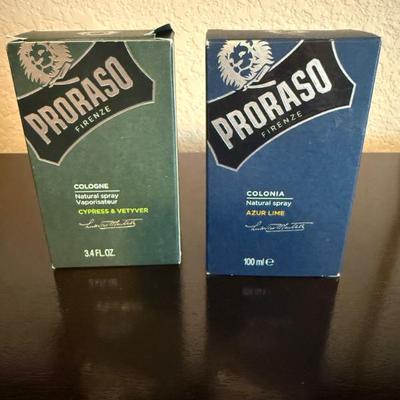 PRORASO
FIRENZE
COLOGNE
Natural spray
Vaporisateur
CYPRESS & VETYVER
3.4 FL.OZ.
PRORASO
FIRENZE
COLONIA
Natural spray
AZUR LIME
100 ml e